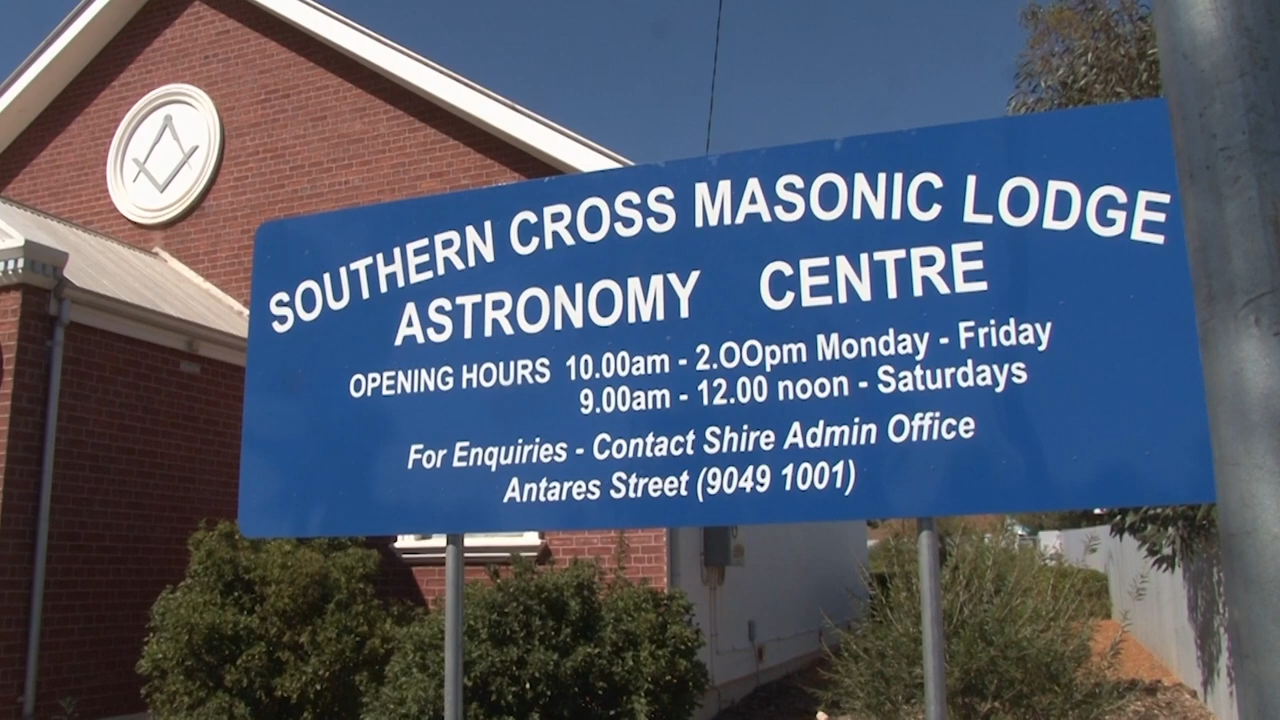 SOUTHERN CROSS MASONIC LODGE
ASTRONOMY CENTRE
OPENING HOURS 10.00am - 2.OOpm Monday - Friday
9.00am - 12.00 noon - Saturdays
For Enquiries - Contact Shire Admin Office
Antares Street (9049 1001)